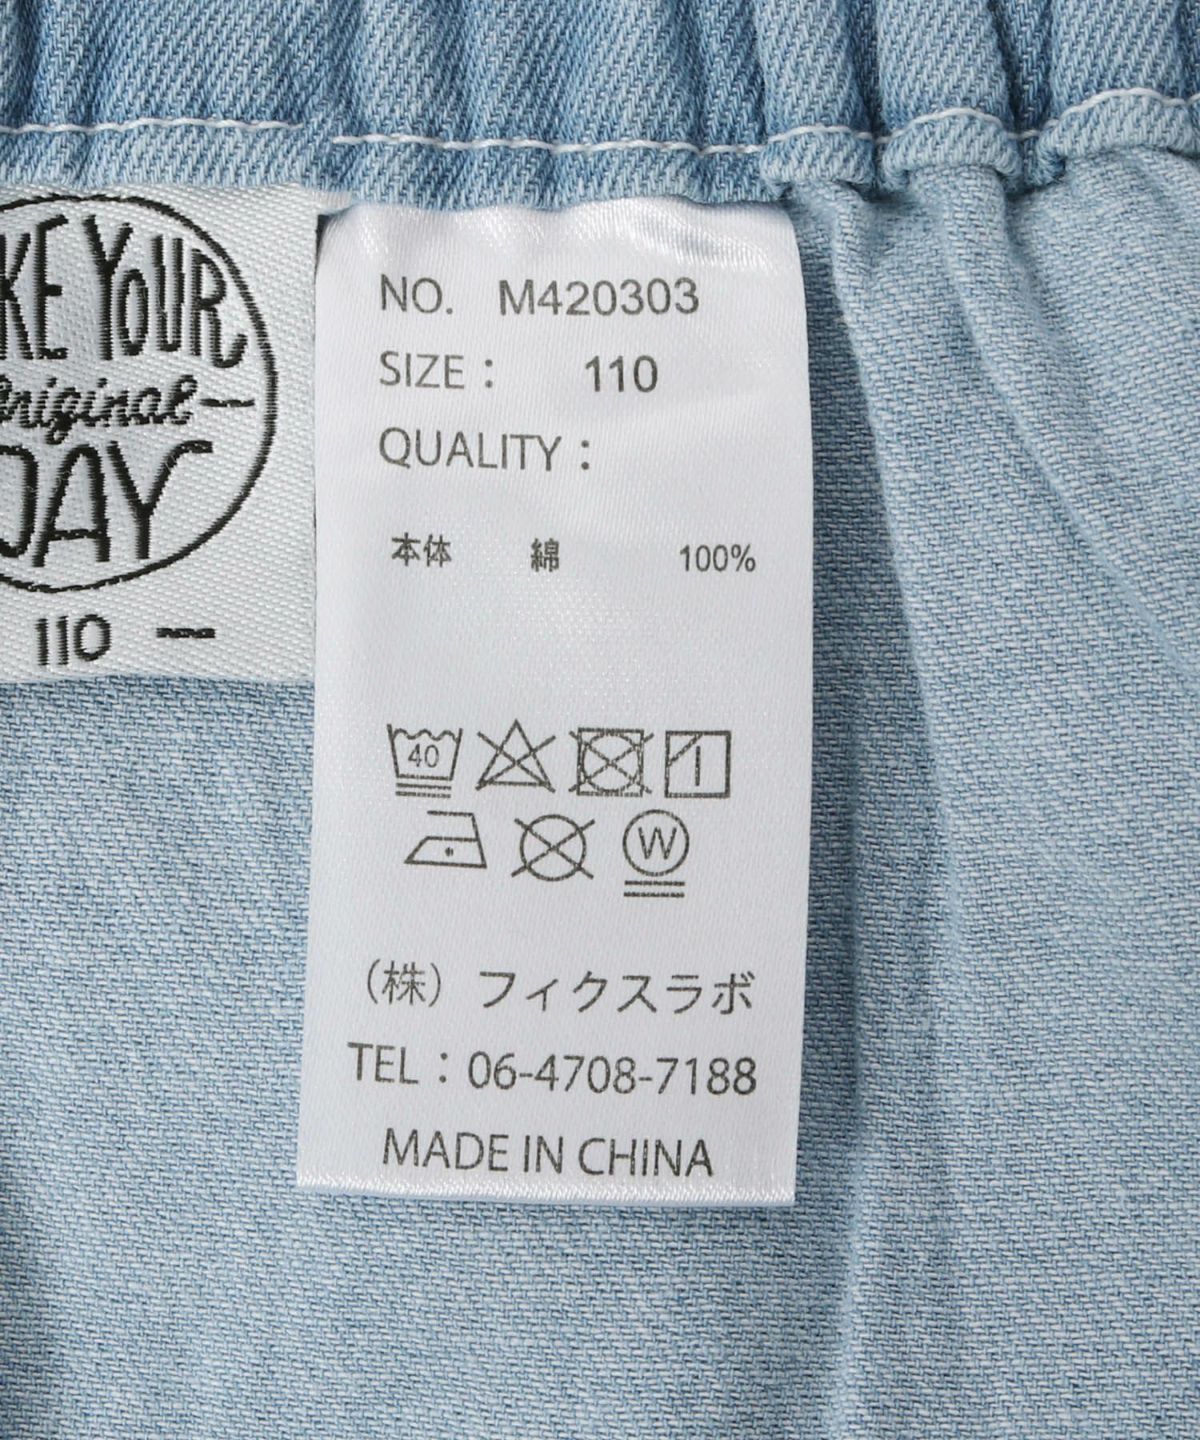 YOUR
Original
DAY
110
NO. M420303
SIZE : 110
QUALITY :
本体 綿 100%
40
W
(株) フィクスラボ
TEL : 06-4708-7188
MADE IN CHINA